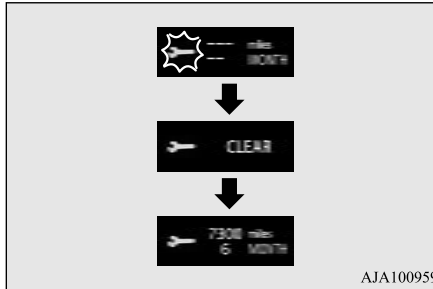 ---- miles
-- MONTH
CLEAR
7300 miles
6 MONTH
AJA100959